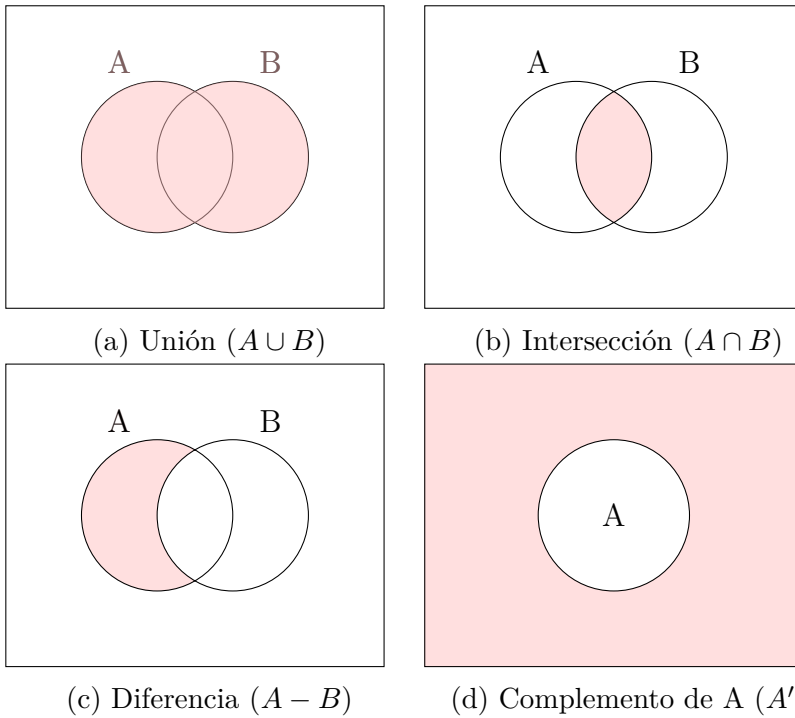 A B
A B
(a) Unión (A ∪ B)
(b) Intersección (A ∩ B)
A B
A
(c) Diferencia (A − B)
(d) Complemento de A (A′